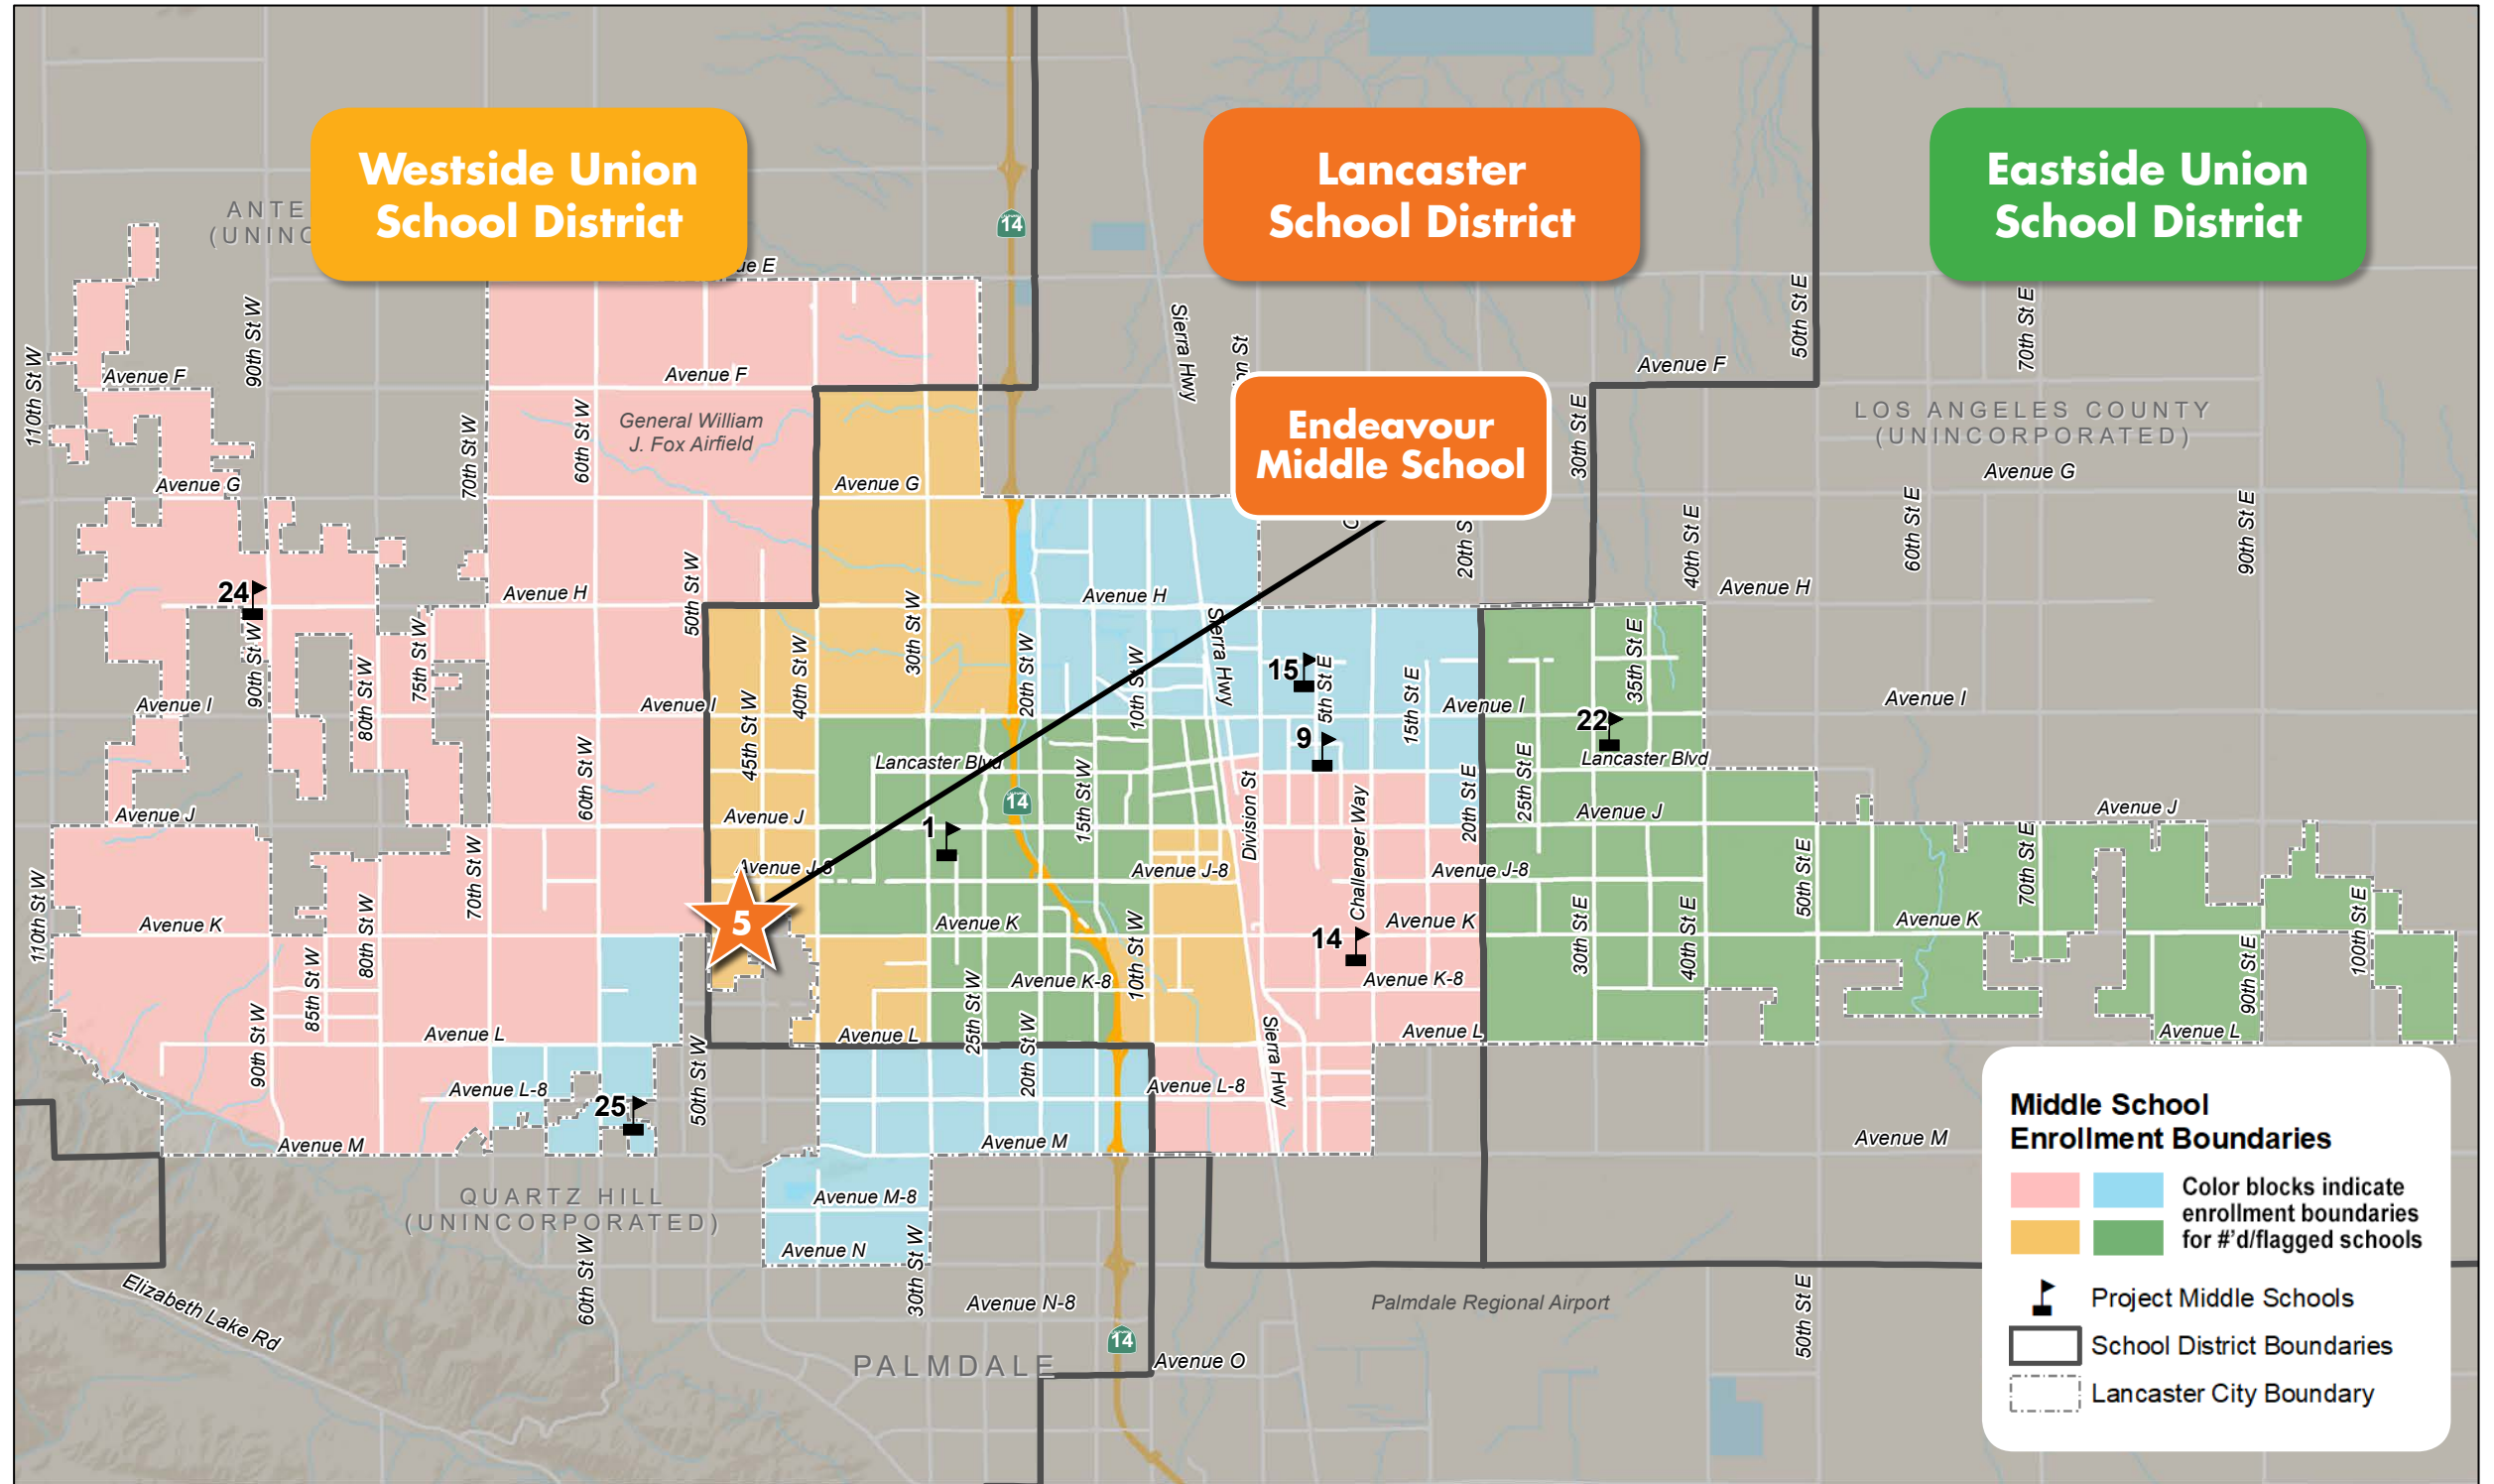 Westside Union
School District
Lancaster
School District
Eastside Union
School District
14
ANTE
(UNINC
ue E
50th St E
70th St E
90th St W
Sierra Hwy
110th St W
Avenue F
Avenue F
Avenue F
General William
J. Fox Airfield
Endeavour
Middle School
LOS ANGELES COUNTY
(UNINCORPORATED)
30th St E
60th St W
70th St W
Avenue G
Avenue G
Avenue G
20th S
40th St E
60th St E
90th St E
50th St W
24
Avenue H
Avenue H
Avenue H
90th St W
80th St W
75th St W
40th St W
30th St W
20th St W
10th St W
Sierra Hwy
15
5th St E
15th St E
35th St E
Avenue I
Avenue I
Avenue I
Avenue I
22
9
45th St W
60th St W
Lancaster Blvd
Lancaster Blvd
15th St W
Division St
Challenger Way
20th St E
25th St E
14
Avenue J
Avenue J
Avenue J
Avenue J
1
Avenue J-8
Avenue J-8
Avenue J-8
70th St W
50th St E
70th St E
110th St W
80th St W
5
Avenue K
Avenue K
Avenue K
Avenue K
10th St W
14
30th St E
40th St E
100th St E
85th St W
Avenue K-8
Avenue K-8
25th St W
90th St E
90th St W
Avenue L
Avenue L
Avenue L
Avenue L
20th St W
Sierra Hwy
50th St W
Avenue L-8
Avenue L-8
25
Avenue M
Avenue M
Avenue M
QUARTZ HILL
(UNINCORPORATED)
Avenue M-8
Avenue N
60th St W
30th St W
Avenue N-8
Palmdale Regional Airport
50th St E
Elizabeth Lake Rd
14
PALMDALE
Avenue O
Middle School
Enrollment Boundaries
Color blocks indicate
enrollment boundaries
for #'d/flagged schools
Project Middle Schools
School District Boundaries
Lancaster City Boundary